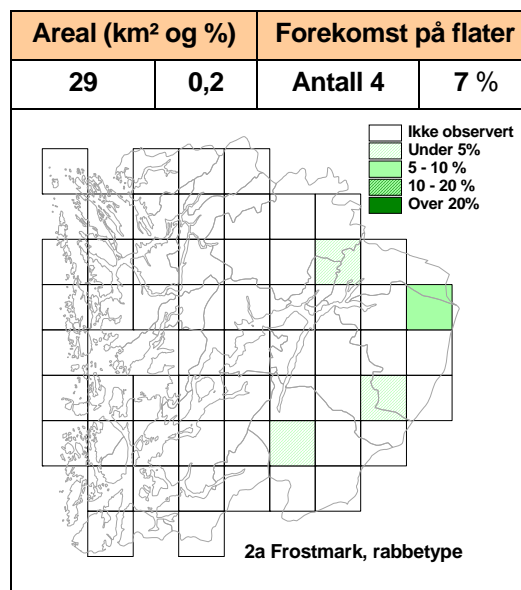 Areal (km² og %) Forekomst på flater
29 0,2 Antall 4 7 %
Ikke observert
Under 5%
5 - 10 %
10 - 20 %
Over 20%
2a Frostmark, rabbetype